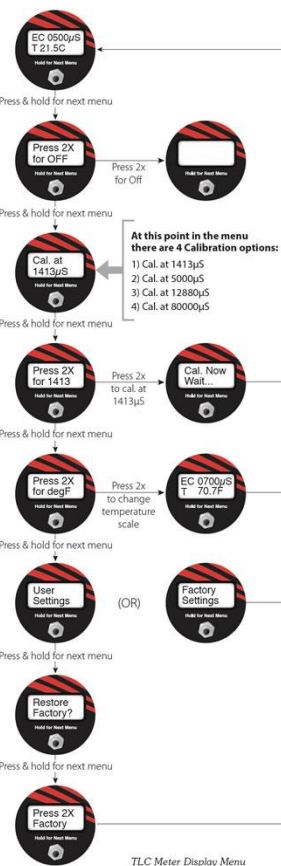 EC 0500µS
T 21.5C
Hold for Next Menu
Press & hold for next menu
Press 2X
for OFF
Hold for Next Menu
Press 2x
for Off
Hold for Next Menu
Press & hold for next menu
Cal. at
1413µS
Hold for Next Menu
At this point in the menu
there are 4 Calibration options:
1) Cal. at 1413µS
2) Cal. at 5000µS
3) Cal. at 12880µS
4) Cal. at 80000µS
Press & hold for next menu
Press 2X
for 1413
Hold for Next Menu
Press 2x
to cal. at
1413µS
Cal. Now
Wait...
Hold for Next Menu
Press & hold for next menu
Press 2X
for degF
Hold for Next Menu
Press 2x
to change
temperature
scale
EC 0700µS
T 70.7F
Hold for Next Menu
Press & hold for next menu
User
Settings
Hold for Next Menu
(OR)
Factory
Settings
Hold for Next Menu
Press & hold for next menu
Restore
Factory?
Hold for Next Menu
Press & hold for next menu
Press 2X
Factory
Hold for Next Menu
TLC Meter Display Menu